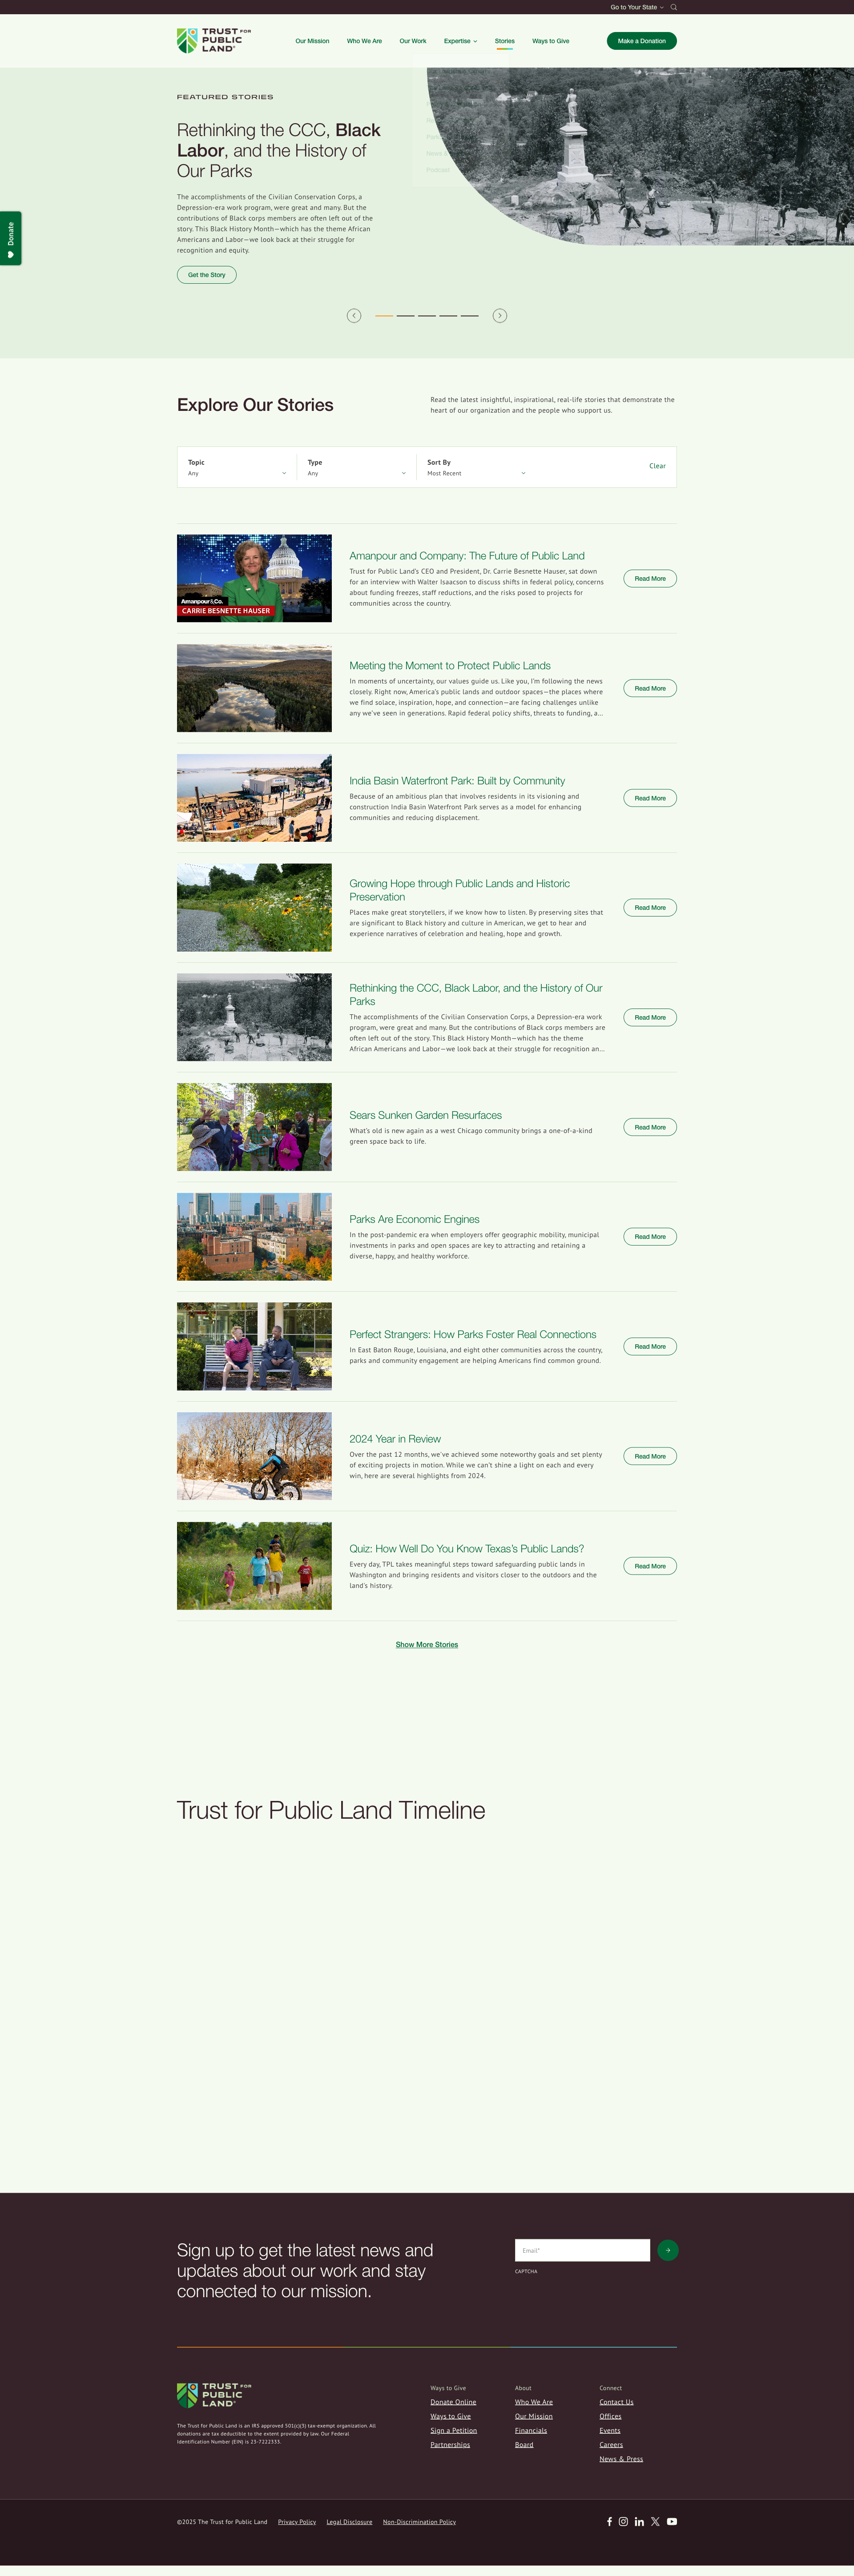 Go to Your State
TRUST FOR
PUBLIC
LAND®
Our Mission
Who We Are
Our Work
Expertise
Stories
Ways to Give
Make a Donation
FEATURED STORIES
Rethinking the CCC, Black
Labor, and the History of
Our Parks
The accomplishments of the Civilian Conservation Corps, a
Depression-era work program, were great and many. But the
contributions of Black corps members are often left out of the
story. This Black History Month—which has the theme African
Americans and Labor—we look back at their struggle for
recognition and equity.
Get the Story
Podcast
Donate
Explore Our Stories
Read the latest insightful, inspirational, real-life stories that demonstrate the
heart of our organization and the people who support us.
Topic
Any
Type
Any
Sort By
Most Recent
Clear
Amanpour&Co.
CARRIE BESNETTE HAUSER
Amanpour and Company: The Future of Public Land
Trust for Public Land's CEO and President, Dr. Carrie Besnette Hauser, sat down
for an interview with Walter Isaacson to discuss shifts in federal policy, concerns
about funding freezes, staff reductions, and the risks posed to projects for
communities across the country.
Read More
Meeting the Moment to Protect Public Lands
In moments of uncertainty, our values guide us. Like you, I'm following the news
closely. Right now, America's public lands and outdoor spaces—the places where
we find solace, inspiration, hope, and connection—are facing challenges unlike
any we've seen in generations. Rapid federal policy shifts, threats to funding, a...
Read More
India Basin Waterfront Park: Built by Community
Because of an ambitious plan that involves residents in its visioning and
construction India Basin Waterfront Park serves as a model for enhancing
communities and reducing displacement.
Read More
Growing Hope through Public Lands and Historic
Preservation
Places make great storytellers, if we know how to listen. By preserving sites that
are significant to Black history and culture in American, we get to hear and
experience narratives of celebration and healing, hope and growth.
Read More
Rethinking the CCC, Black Labor, and the History of Our
Parks
The accomplishments of the Civilian Conservation Corps, a Depression-era work
program, were great and many. But the contributions of Black corps members are
often left out of the story. This Black History Month—which has the theme
African Americans and Labor—we look back at their struggle for recognition an...
Read More
Sears Sunken Garden Resurfaces
What's old is new again as a west Chicago community brings a one-of-a-kind
green space back to life.
Read More
Parks Are Economic Engines
In the post-pandemic era when employers offer geographic mobility, municipal
investments in parks and open spaces are key to attracting and retaining a
diverse, happy, and healthy workforce.
Read More
Perfect Strangers: How Parks Foster Real Connections
In East Baton Rouge, Louisiana, and eight other communities across the country,
parks and community engagement are helping Americans find common ground.
Read More
2024 Year in Review
Over the past 12 months, we've achieved some noteworthy goals and set plenty
of exciting projects in motion. While we can't shine a light on each and every
win, here are several highlights from 2024.
Read More
Quiz: How Well Do You Know Texas's Public Lands?
Every day, TPL takes meaningful steps toward safeguarding public lands in
Washington and bringing residents and visitors closer to the outdoors and the
land's history.
Read More
Show More Stories
Trust for Public Land Timeline
Sign up to get the latest news and
updates about our work and stay
connected to our mission.
Email*
CAPTCHA
TRUST FOR
PUBLIC
LAND®
The Trust for Public Land is an IRS approved 501(c)(3) tax-exempt organization. All
donations are tax deductible to the extent provided by law. Our Federal
Identification Number (EIN) is 23-7222333.
Ways to Give
Donate Online
Ways to Give
Sign a Petition
Partnerships
About
Who We Are
Our Mission
Financials
Board
Connect
Contact Us
Offices
Events
Careers
News & Press
©2025 The Trust for Public Land
Privacy Policy
Legal Disclosure
Non-Discrimination Policy